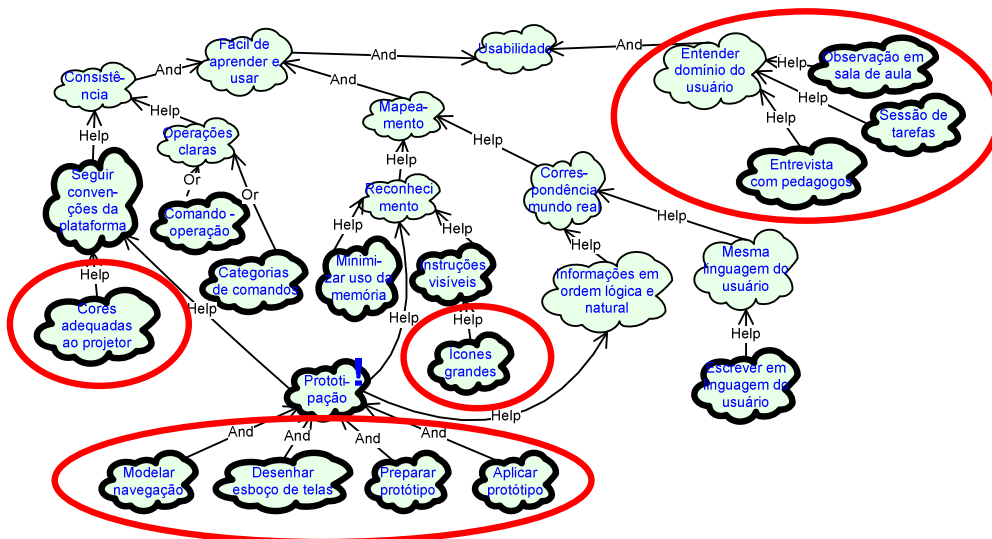 Usabilidade
And
And
Fácil de
aprender e
usar
And
And
Consistê-
ncia
Help
Help
Operações
claras
Or
Or
Comando -
operação
Categorias
de comandos
Seguir
conven-
ções da
plataforma
Help
Help
Cores
adequadas
ao projetor
Mapea-
mento
Help
Help
Reconheci
mento
Help
Help
Help
Minimi-
zar uso da
memória
Instruções
visíveis
Help
Ícones
grandes
Corres-
pondência
mundo real
Help
Help
Informações em
ordem lógica e
natural
Help
Mesma
linguagem do
usuário
Help
Escrever em
linguagem do
usuário
Entender
domínio do
usuário
Help
Help
Help
Observação em
sala de aula
Sessão de
tarefas
Entrevista
com pedagogos
Prototi-
pação
!
And
And
And
And
Modelar
navegação
Desenhar
esboço de telas
Preparar
protótipo
Aplicar
protótipo